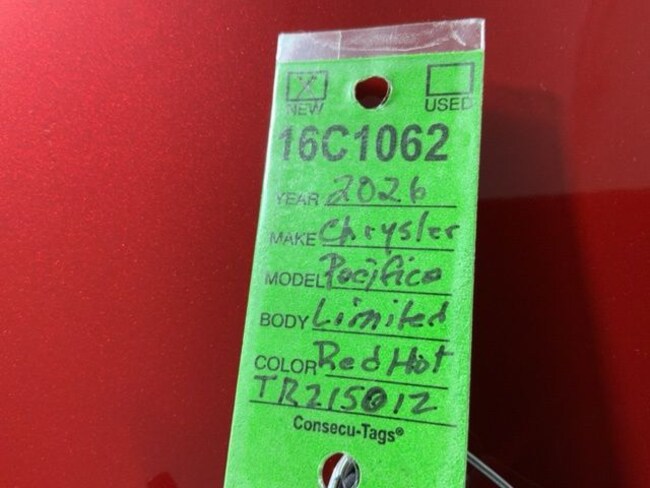 X
NEW USED
16C1062
YEAR 2026
MAKE Chrysler
MODEL Pacifica
BODY Limited
COLOR Red Hot
TR215012
Consecu-Tags®